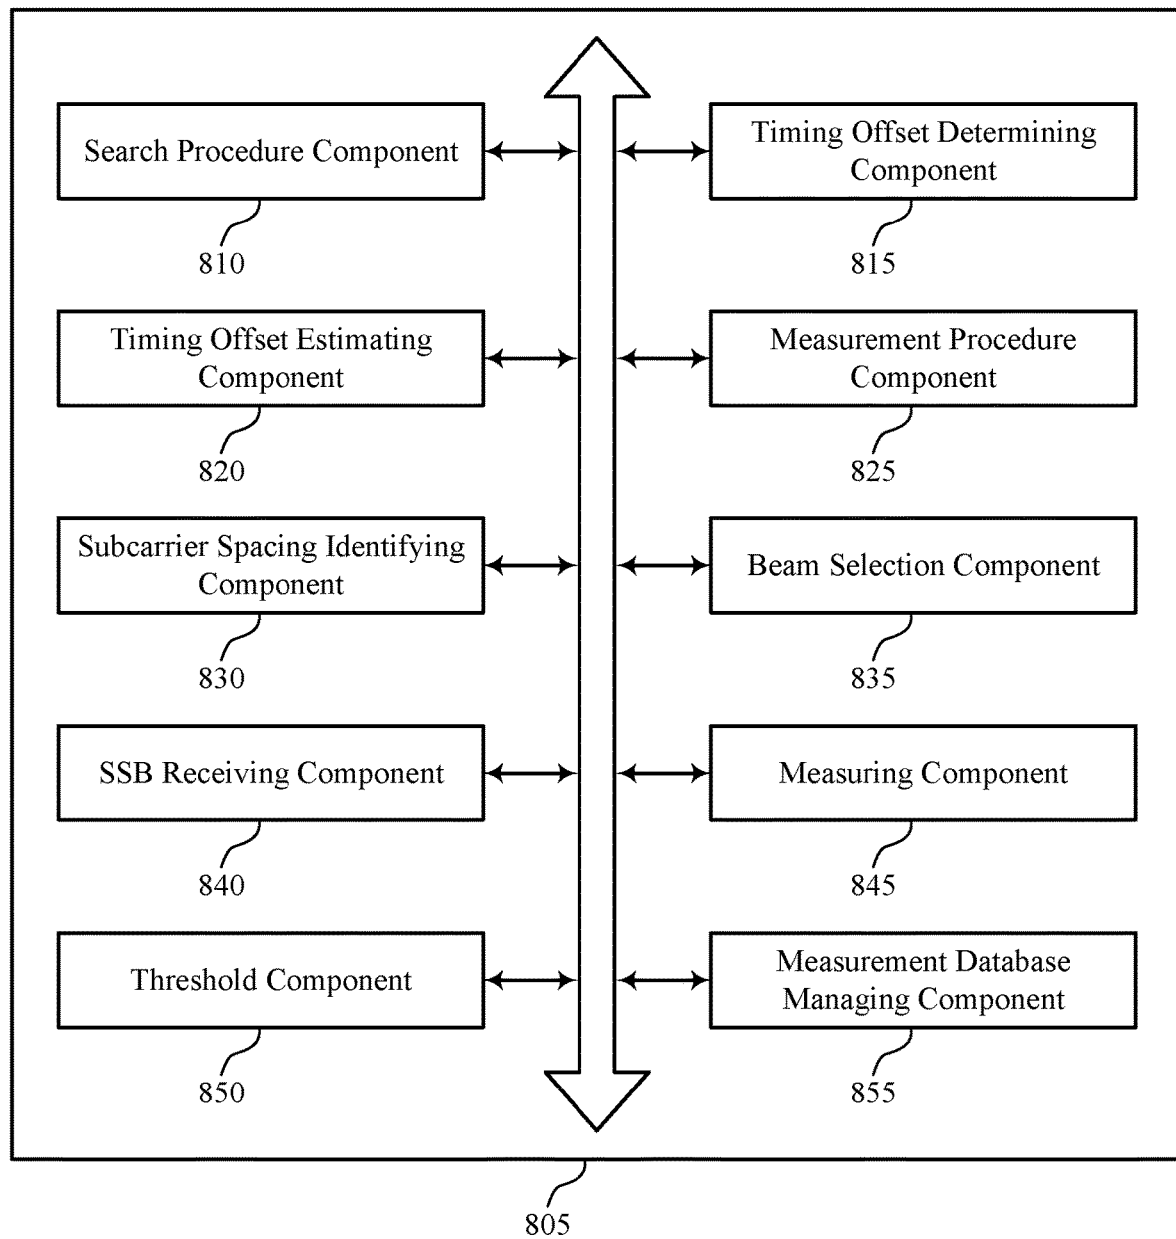 Search Procedure Component
810
Timing Offset Determining
Component
815
Timing Offset Estimating
Component
820
Measurement Procedure
Component
825
Subcarrier Spacing Identifying
Component
830
Beam Selection Component
835
SSB Receiving Component
840
Measuring Component
845
Threshold Component
850
Measurement Database
Managing Component
855
805